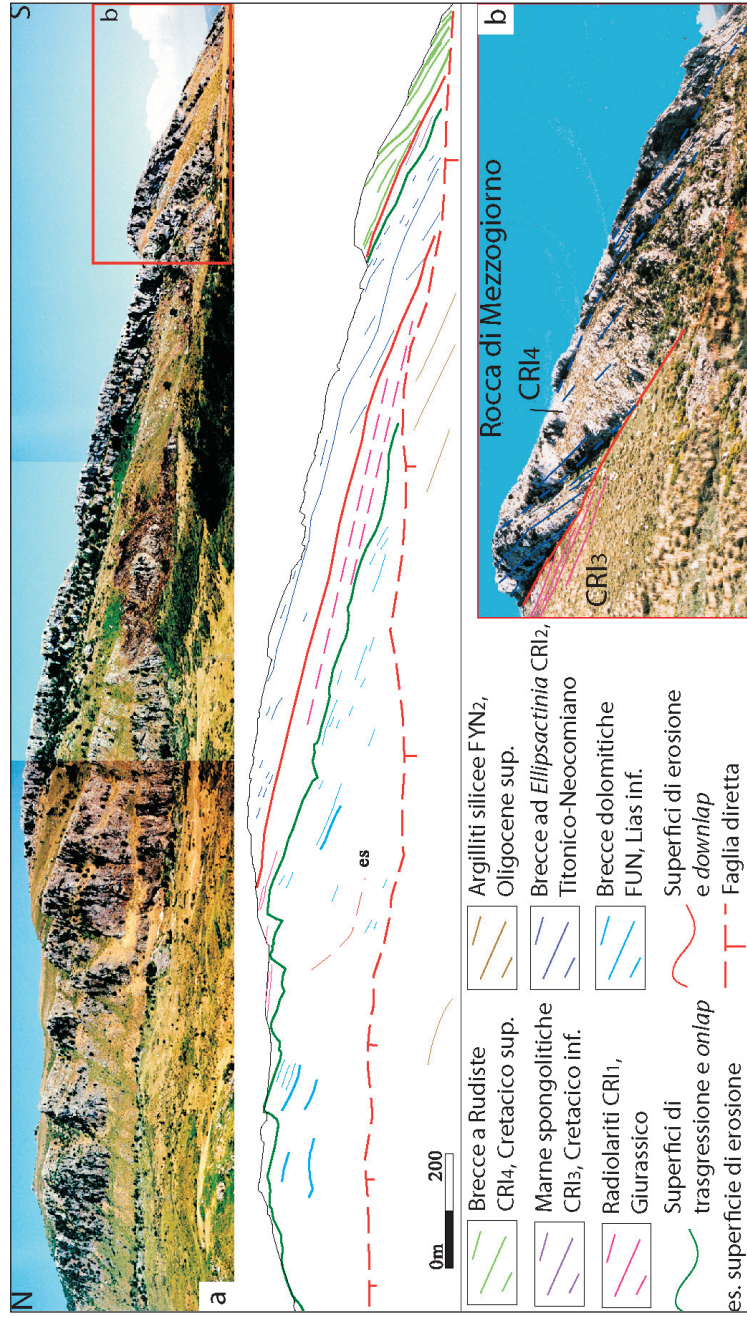 N
S
a
b
es
0m
200
Brecce a Rudiste
CRI4, Cretacico sup.
Argilliti silicee FYN2,
Oligocene sup.
Marne spongolitiche
CRI3, Cretacico inf.
Brecce ad Ellipsactinia CRI2,
Titonico-Neocomiano
Radiolariti CRI1,
Giurassico
Brecce dolomitiche
FUN, Lias inf.
Superfici di
trasgressione e onlap
Superfici di erosione
e downlap
es. superficie di erosione
Faglia diretta
b
Rocca di Mezzogiorno
CRI4
CRI3